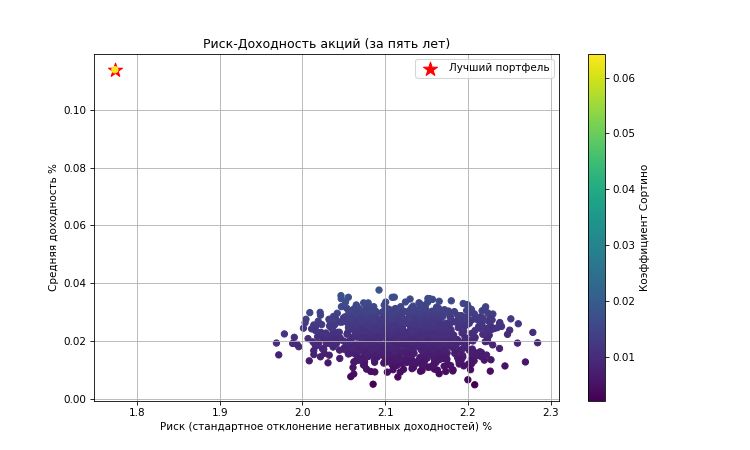 Риск-Доходность акций (за пять лет)
Лучший портфель
Средняя доходность %
0.10
0.08
0.06
0.04
0.02
0.00
1.8 1.9 2.0 2.1 2.2 2.3
Риск (стандартное отклонение негативных доходностей) %
0.06
0.05
0.04
0.03
0.02
0.01
Коэффициент Сортино